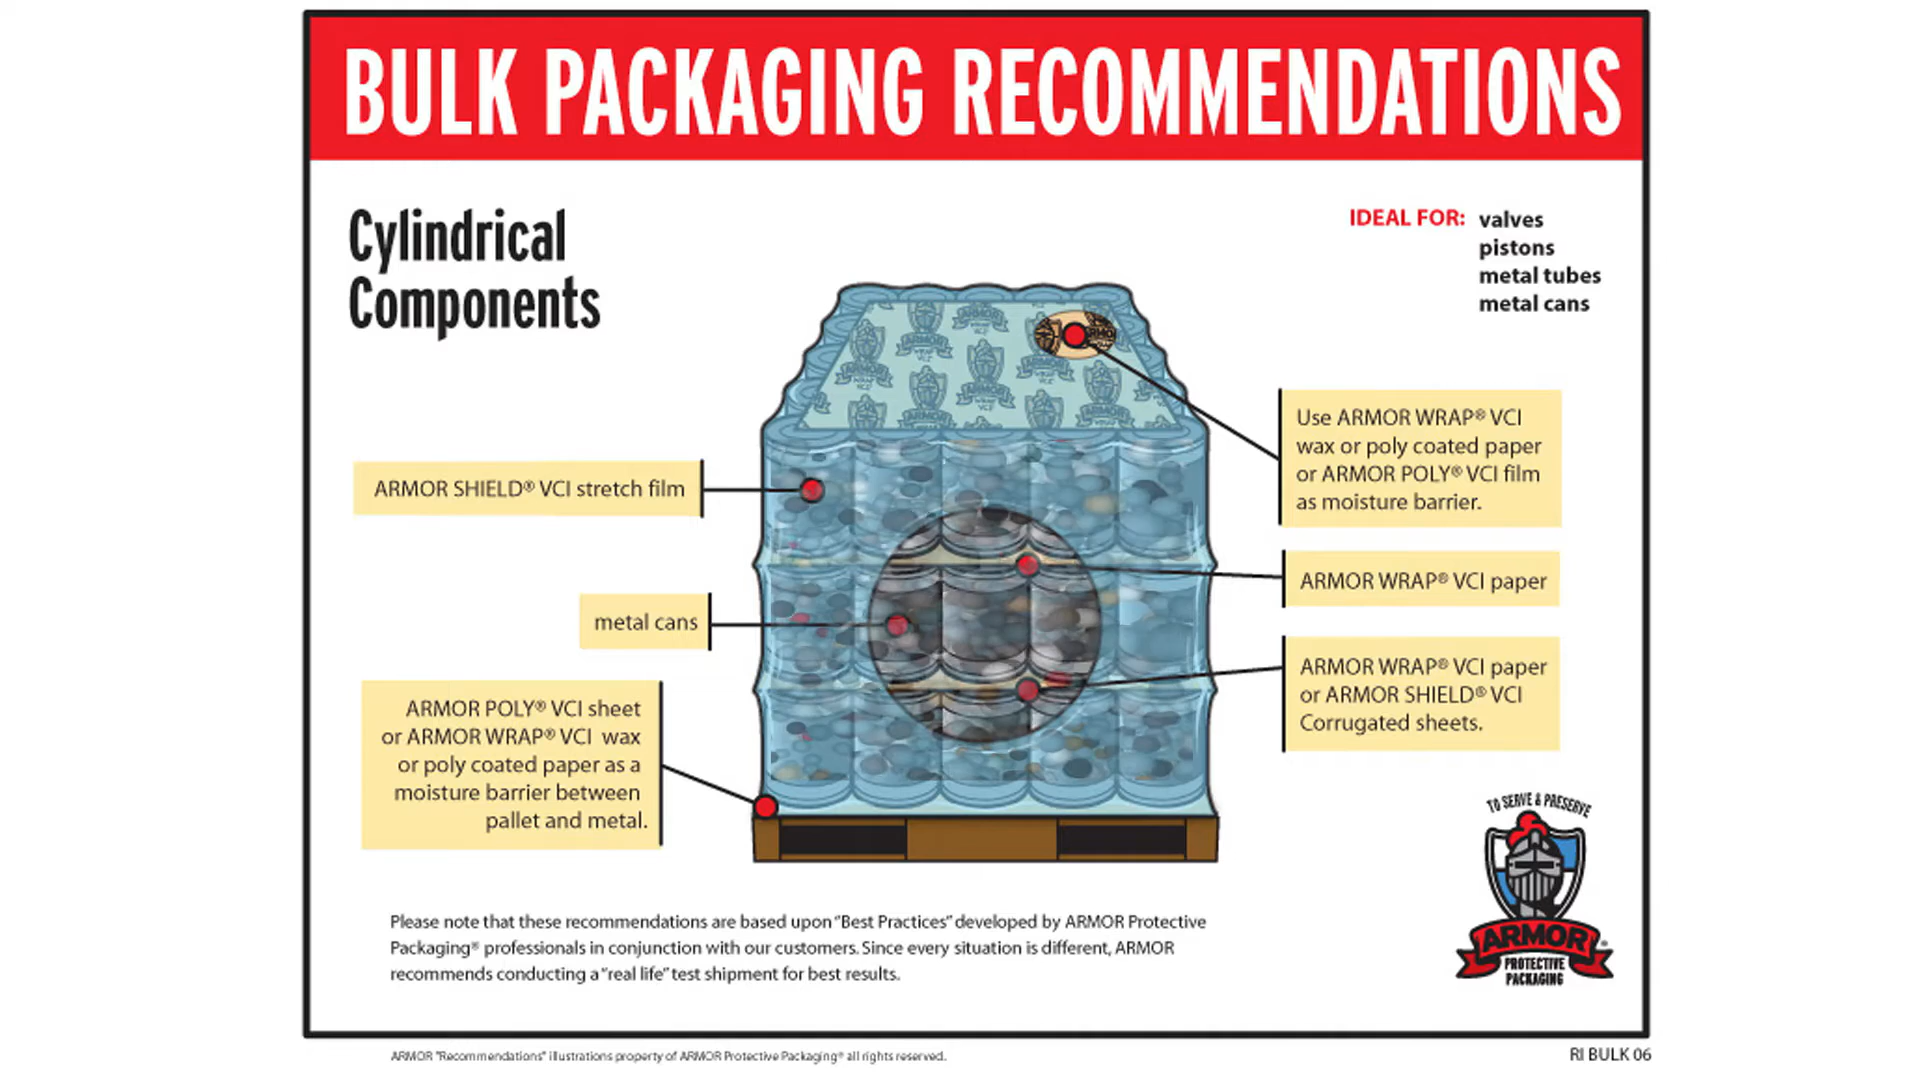 BULK PACKAGING RECOMMENDATIONS
Cylindrical
Components
IDEAL FOR: valves
pistons
metal tubes
metal cans
ARMOR SHIELD® VCI stretch film
metal cans
ARMOR POLY® VCI sheet
or ARMOR WRAP® VCI wax
or poly coated paper as a
moisture barrier between
pallet and metal.
Use ARMOR WRAP® VCI
wax or poly coated paper
or ARMOR POLY® VCI film
as moisture barrier.
ARMOR WRAP® VCI paper
ARMOR WRAP® VCI paper
or ARMOR SHIELD® VCI
Corrugated sheets.
ARMOR
WRAP
VCI
TO SERVE & PRESERVE
ARMOR®
PROTECTIVE
PACKAGING
Please note that these recommendations are based upon "Best Practices" developed by ARMOR Protective
Packaging® professionals in conjunction with our customers. Since every situation is different, ARMOR
recommends conducting a "real life" test shipment for best results.
ARMOR "Recommendations" illustrations property of ARMOR Protective Packaging® all rights reserved.
RI BULK 06